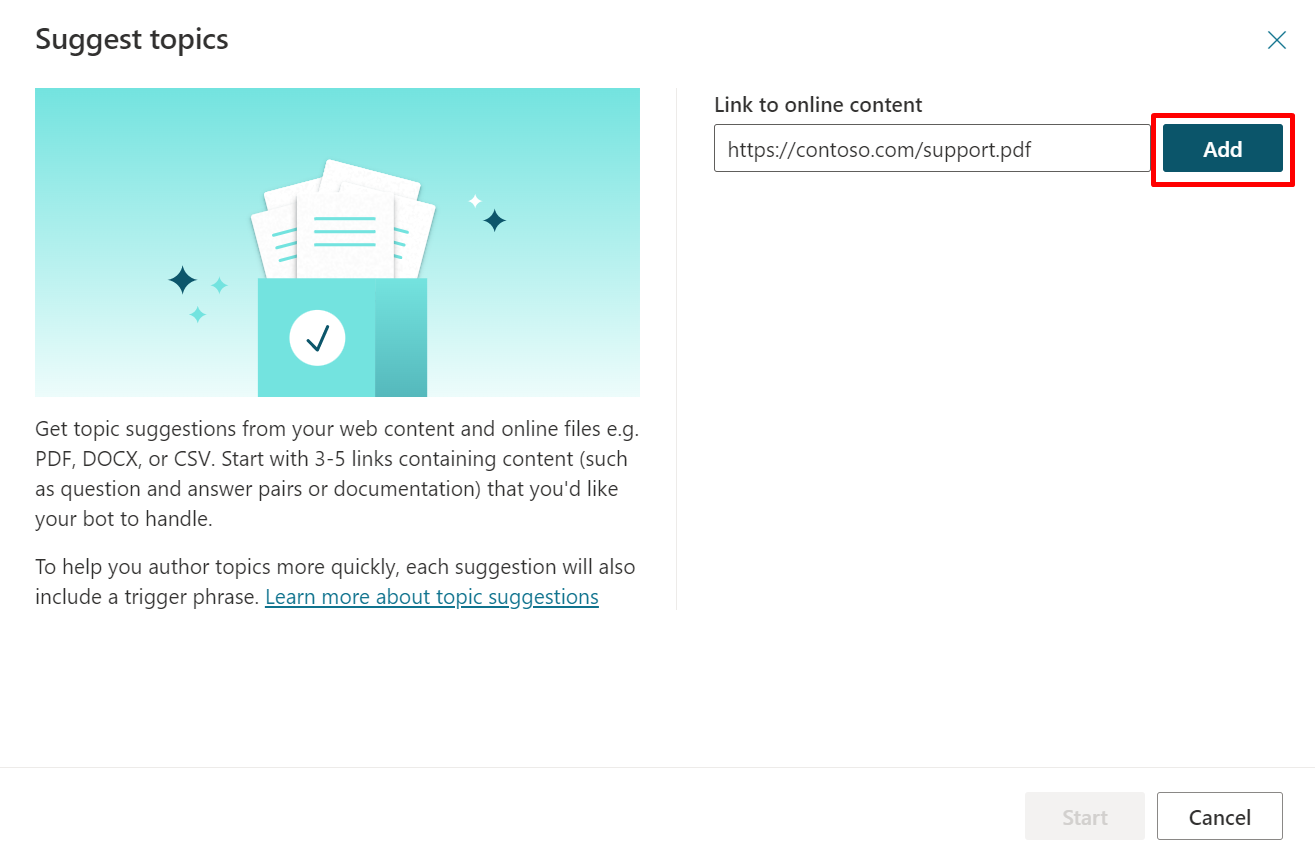 Suggest topics
Get topic suggestions from your web content and online files e.g.
PDF, DOCX, or CSV. Start with 3-5 links containing content (such
as question and answer pairs or documentation) that you'd like
your bot to handle.
To help you author topics more quickly, each suggestion will also
include a trigger phrase. Learn more about topic suggestions
Link to online content
https://contoso.com/support.pdf
Add
Start
Cancel